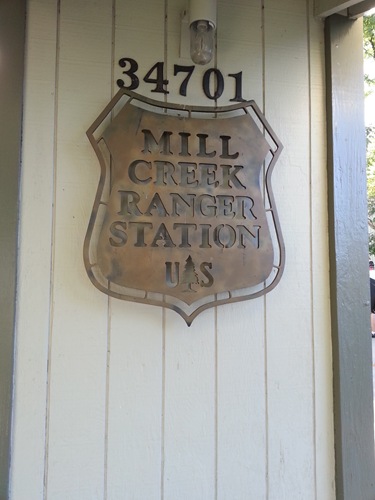 34701
MILL
CREEK
RANGER
STATION
US